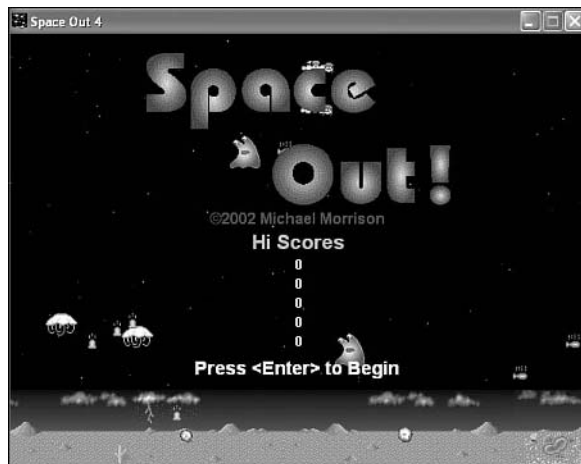 Space Out 4
Space
Out!
©2002 Michael Morrison
Hi Scores
0
0
0
0
0
Press <Enter> to Begin